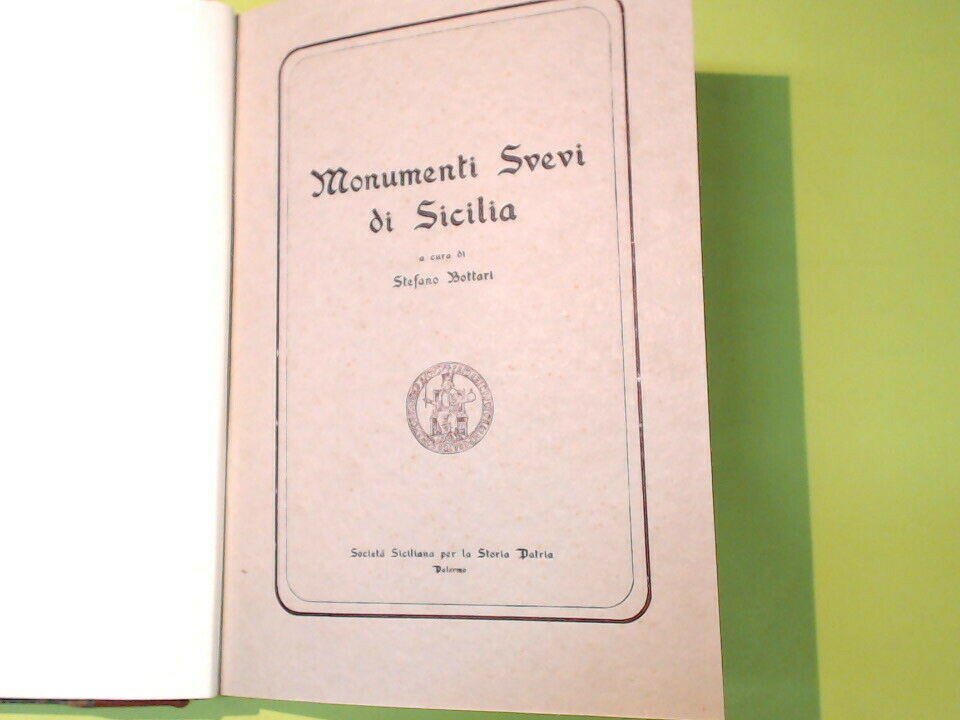 Monumenti Svevi
di Sicilia
a cura di
Stefano Bottari
Società Siciliana per la Storia Patria
Palermo